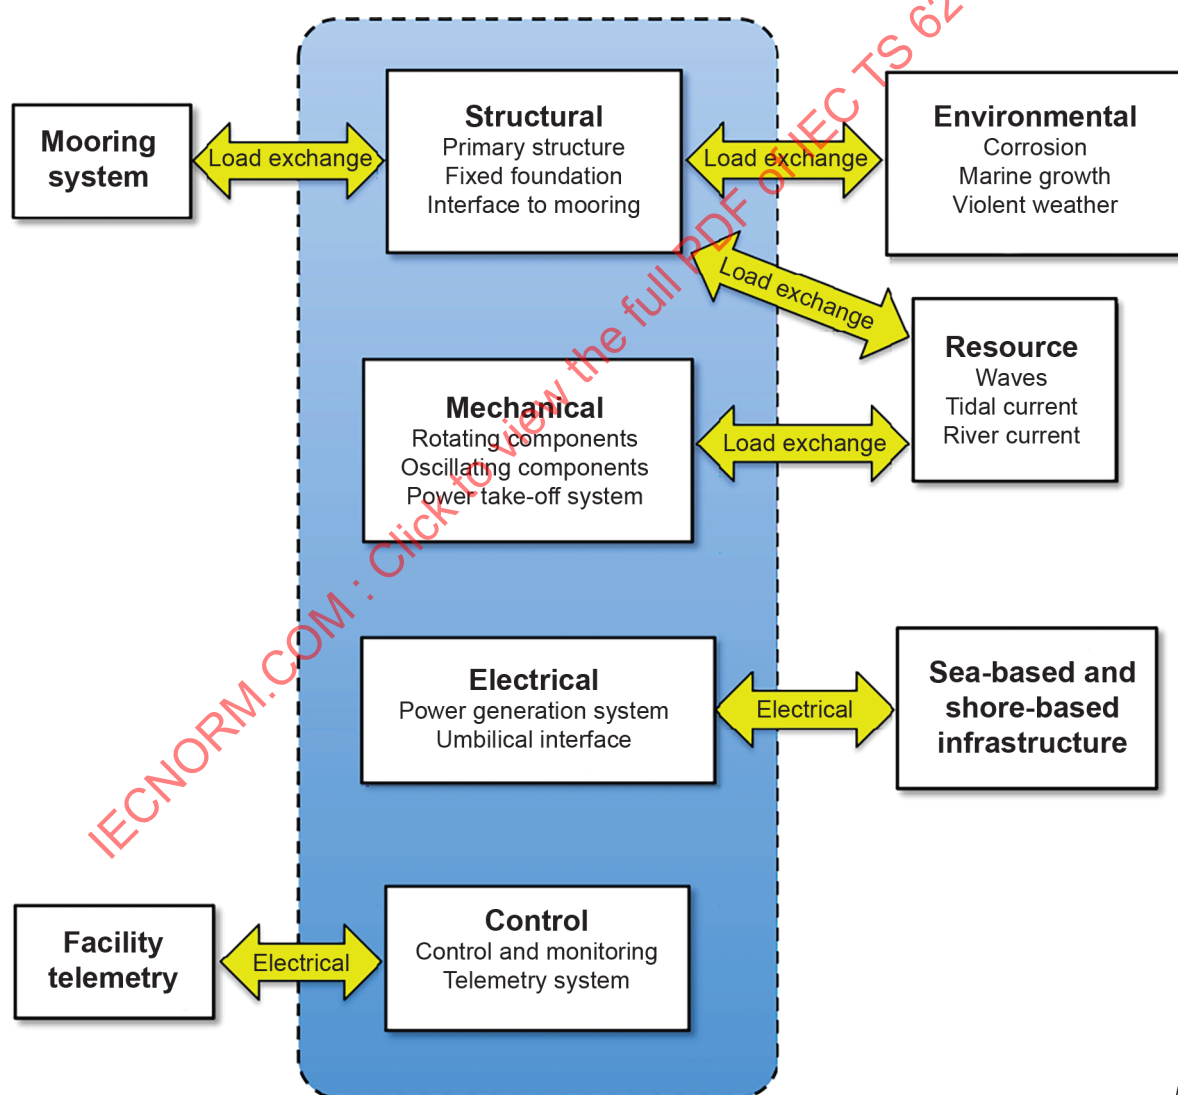 Mooring
system
Load exchange
Structural
Primary structure
Fixed foundation
Interface to mooring
Load exchange
Environmental
Corrosion
Marine growth
Violent weather
Load exchange
Resource
Waves
Tidal current
River current
Mechanical
Rotating components
Oscillating components
Power take-off system
Load exchange
Electrical
Power generation system
Umbilical interface
Electrical
Sea-based and
shore-based
infrastructure
Facility
telemetry
Electrical
Control
Control and monitoring
Telemetry system
IECNORM.COM : Click to view the full PDF of IEC TS 62